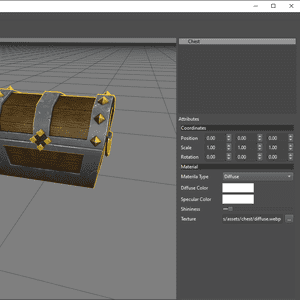 Chest
Attributes
Coordinates
Position 0.00 0.00 0.00
Scale 1.00 1.00 1.00
Rotation 0.00 0.00 0.00
Material
Materila Type Diffuse
Diffuse Color
Specular Color
Shininess
Texture s/assets/chest/diffuse.webp ...